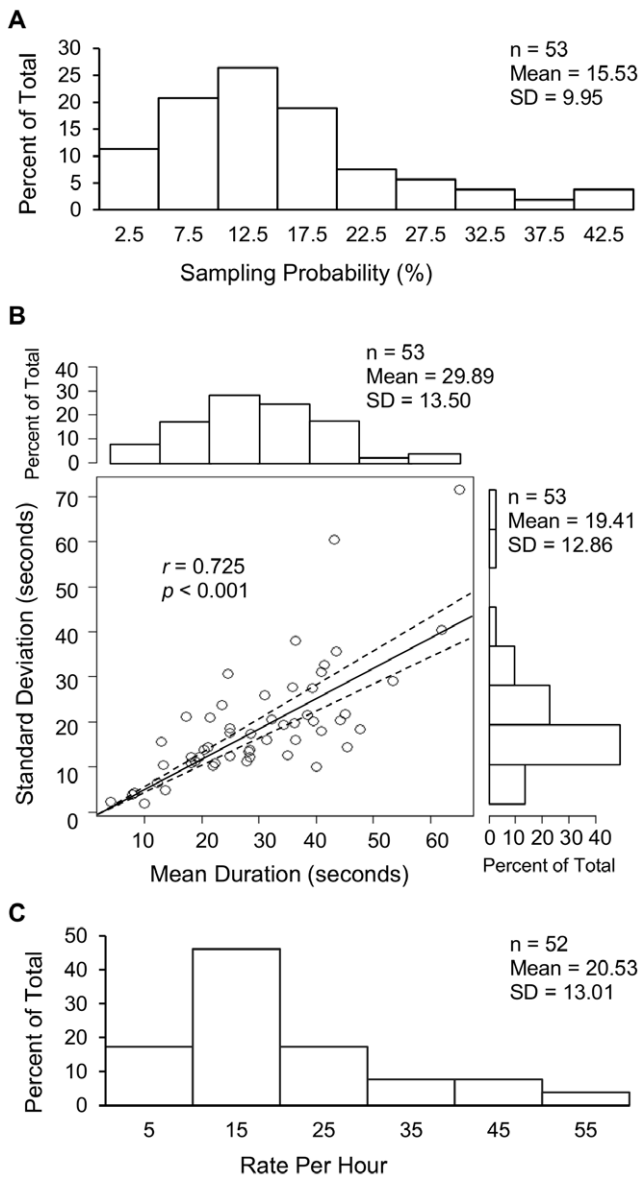 A
30
25
20
15
10
5
0
Percent of Total
n = 53
Mean = 15.53
SD = 9.95
2.5 7.5 12.5 17.5 22.5 27.5 32.5 37.5 42.5
Sampling Probability (%)
B
40
30
20
10
0
Percent of Total
n = 53
Mean = 29.89
SD = 13.50
70
60
50
40
30
20
10
0
Standard Deviation (seconds)
r = 0.725
p < 0.001
10 20 30 40 50 60
Mean Duration (seconds)
n = 53
Mean = 19.41
SD = 12.86
0 10 20 30 40
Percent of Total
C
50
40
30
20
10
0
Percent of Total
n = 52
Mean = 20.53
SD = 13.01
5 15 25 35 45 55
Rate Per Hour